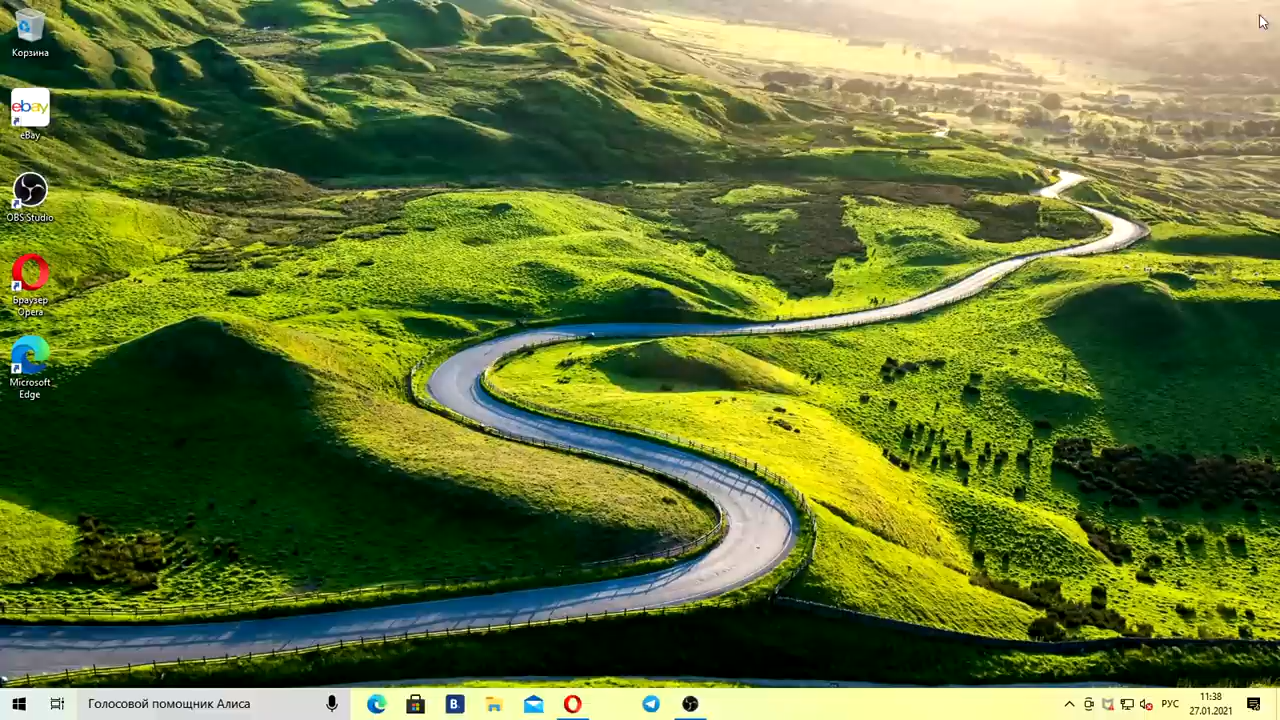 Корзина
ebay
eBay
OBS Studio
Браузер
Opera
Microsoft
Edge
Голосовой помощник Алиса
B.
РУС
11:38
27.01.2021